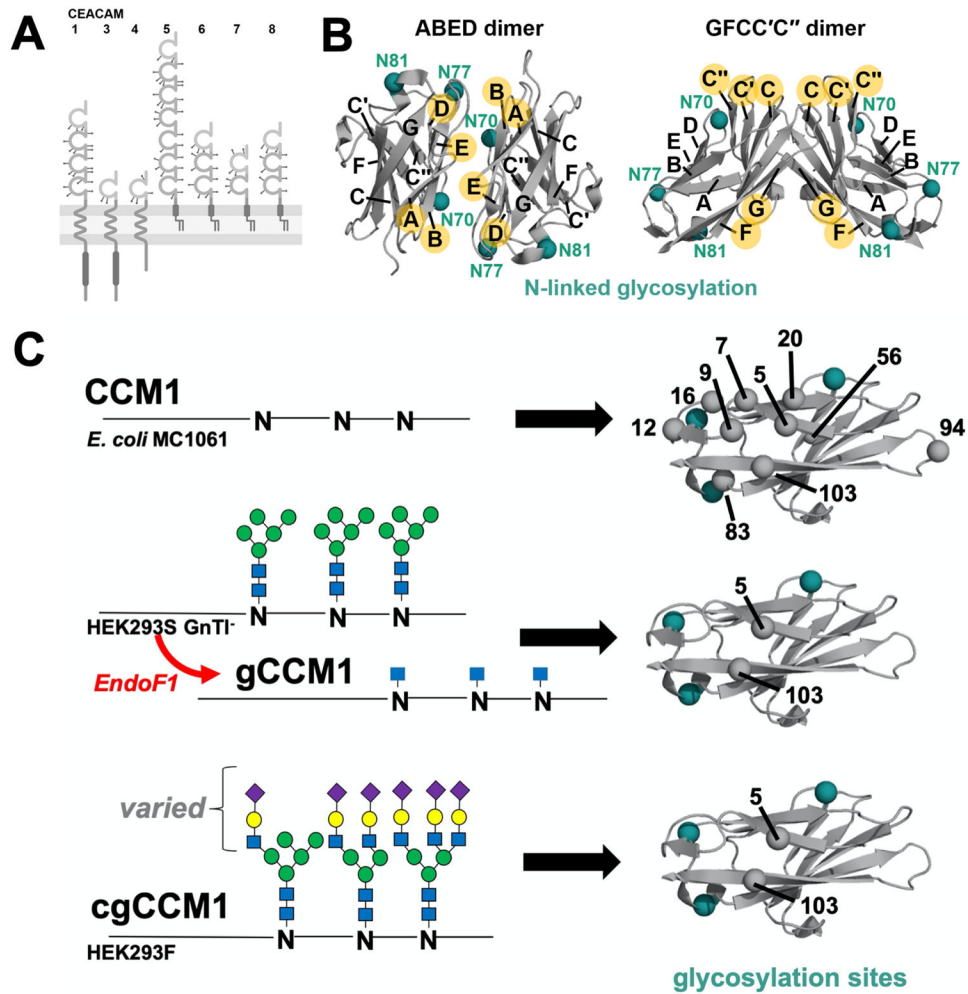 A
CEACAM
1 3 4 5 6 7 8
B
ABED dimer
GFCC′C″ dimer
N81
N77
B
A
C'
D
G
N70
C
F
E
E
C"
F
C
G
A
N70
D
C'
B
N77
N81
C"
C'
C
C
C'
C"
N70
N70
D
D
E
E
B
B
N77
N77
A
A
G
G
F
F
N81
N81
N-linked glycosylation
C
CCM1
N N N
E. coli MC1061
7
20
56
9
5
16
12
94
103
83
N N N
HEK293S GnTI-
EndoF1
gCCM1
N N N
5
103
varied
cgCCM1
N N N
HEK293F
5
103
glycosylation sites